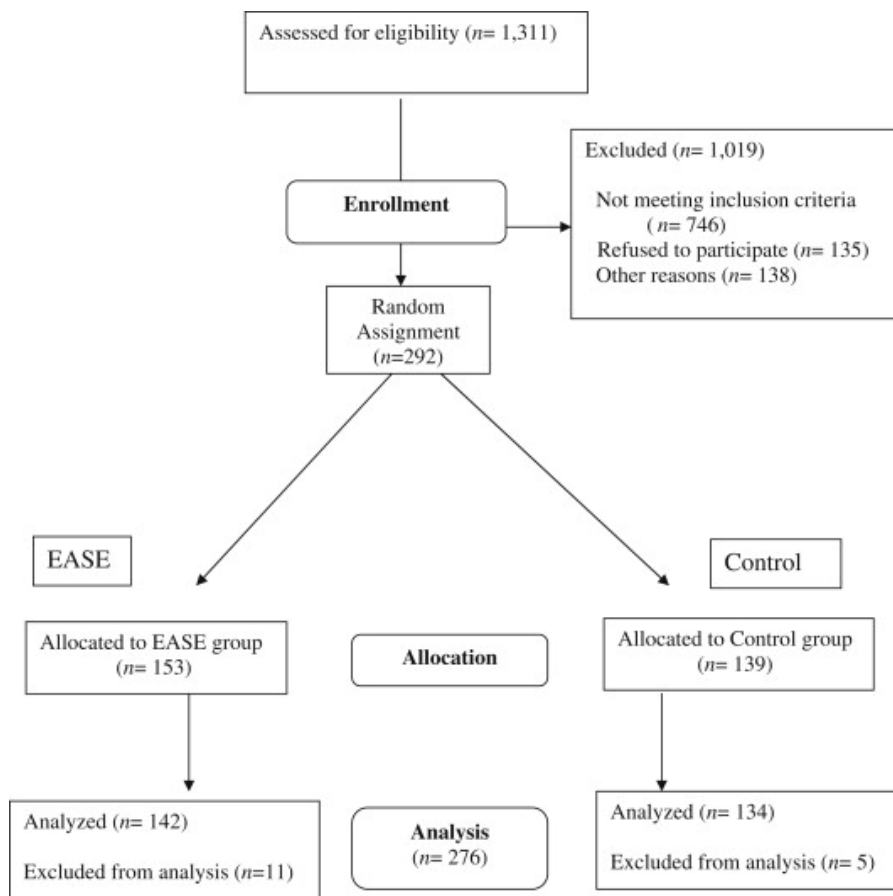 Assessed for eligibility (n= 1,311)
Excluded (n= 1,019)
Not meeting inclusion criteria
( n= 746)
Refused to participate (n= 135)
Other reasons (n= 138)
Enrollment
Random
Assignment
(n=292)
EASE
Control
Allocated to EASE group
(n= 153)
Allocation
Allocated to Control group
(n= 139)
Analyzed (n= 142)
Excluded from analysis (n=11)
Analysis
(n= 276)
Analyzed (n= 134)
Excluded from analysis (n= 5)